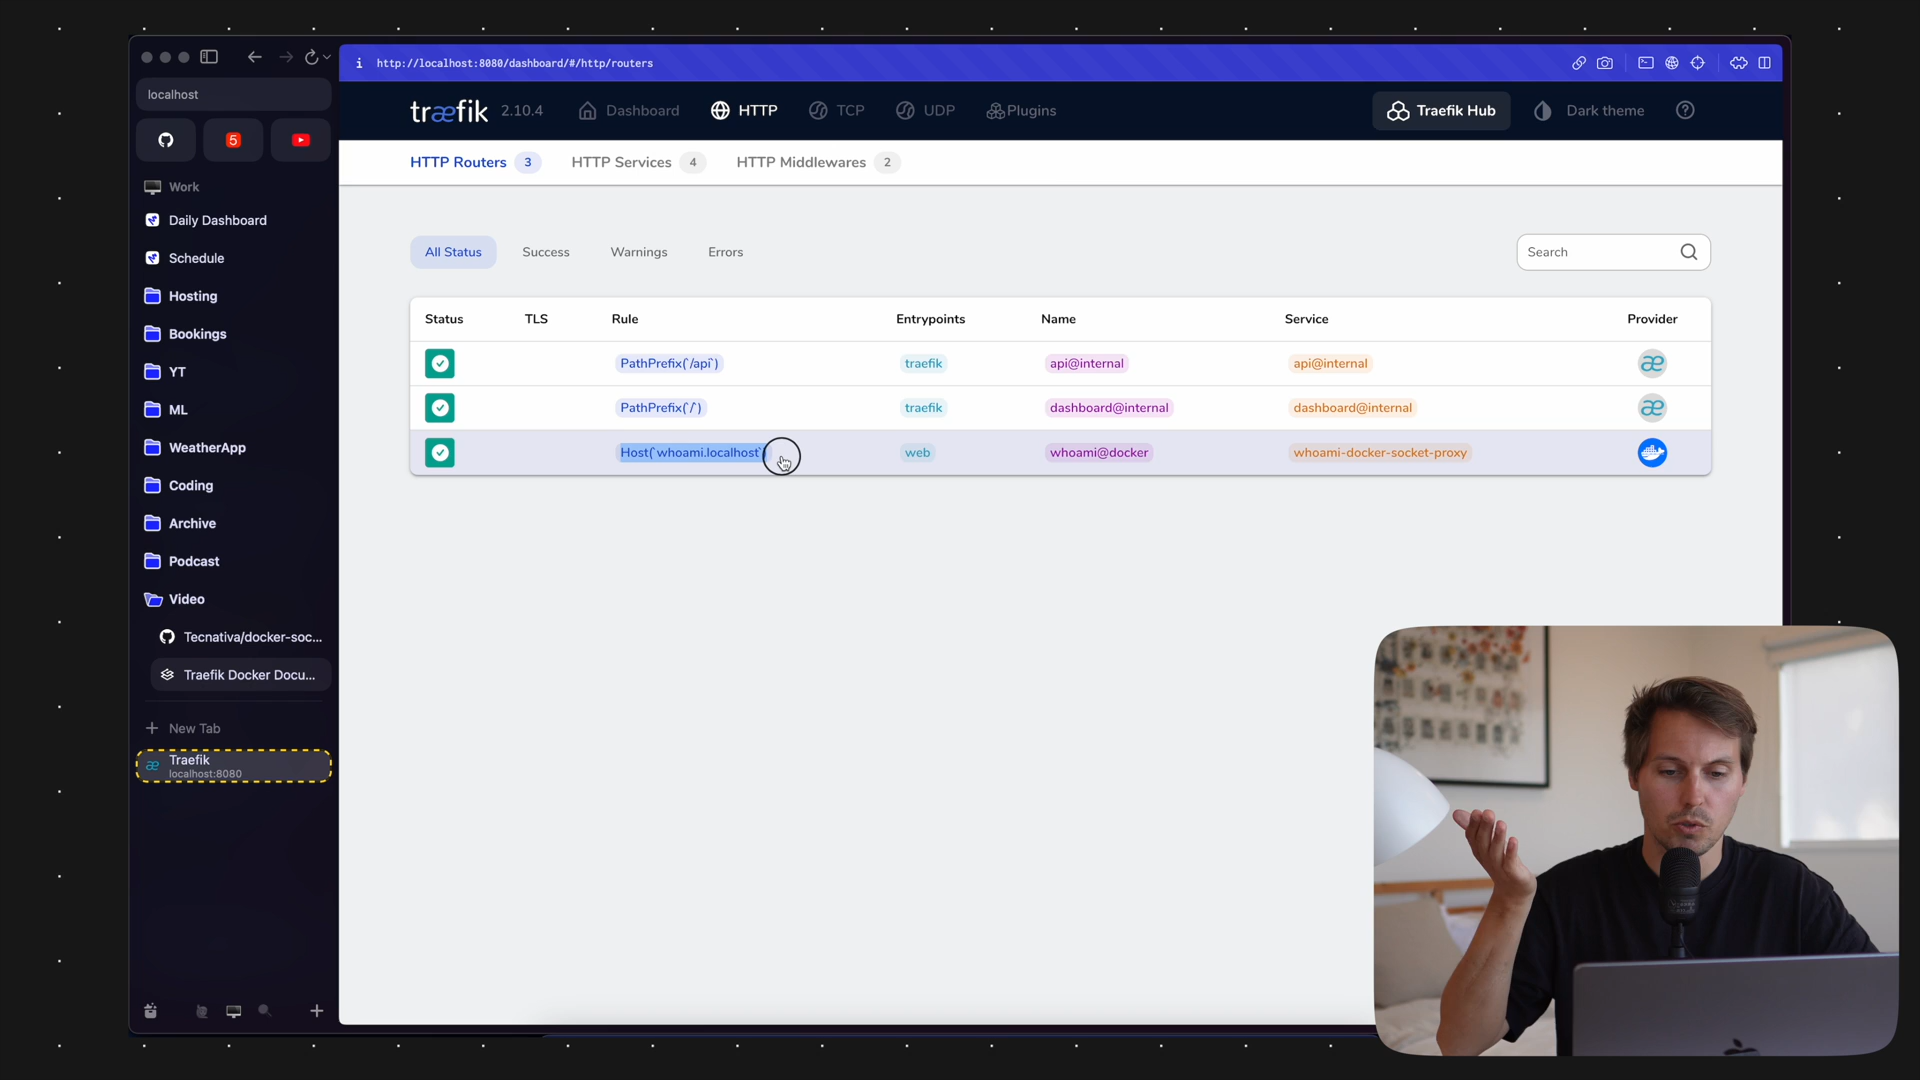 http://localhost:8080/dashboard/#/http/routers
localhost
5
Work
Daily Dashboard
Schedule
Hosting
Bookings
YT
ML
WeatherApp
Coding
Archive
Podcast
Video
Tecnativa/docker-soc...
Traefik Docker Docu...
New Tab
Traefik
localhost:8080
træfik 2.10.4 Dashboard HTTP TCP UDP Plugins Traefik Hub Dark theme
HTTP Routers 3 HTTP Services 4 HTTP Middlewares 2
All Status Success Warnings Errors Search
Status TLS Rule Entrypoints Name Service Provider
PathPrefix(`/api`) traefik api@internal api@internal æ
PathPrefix(`/`) traefik dashboard@internal dashboard@internal æ
Host(`whoami.localhost`) web whoami@docker whoami-docker-socket-proxy